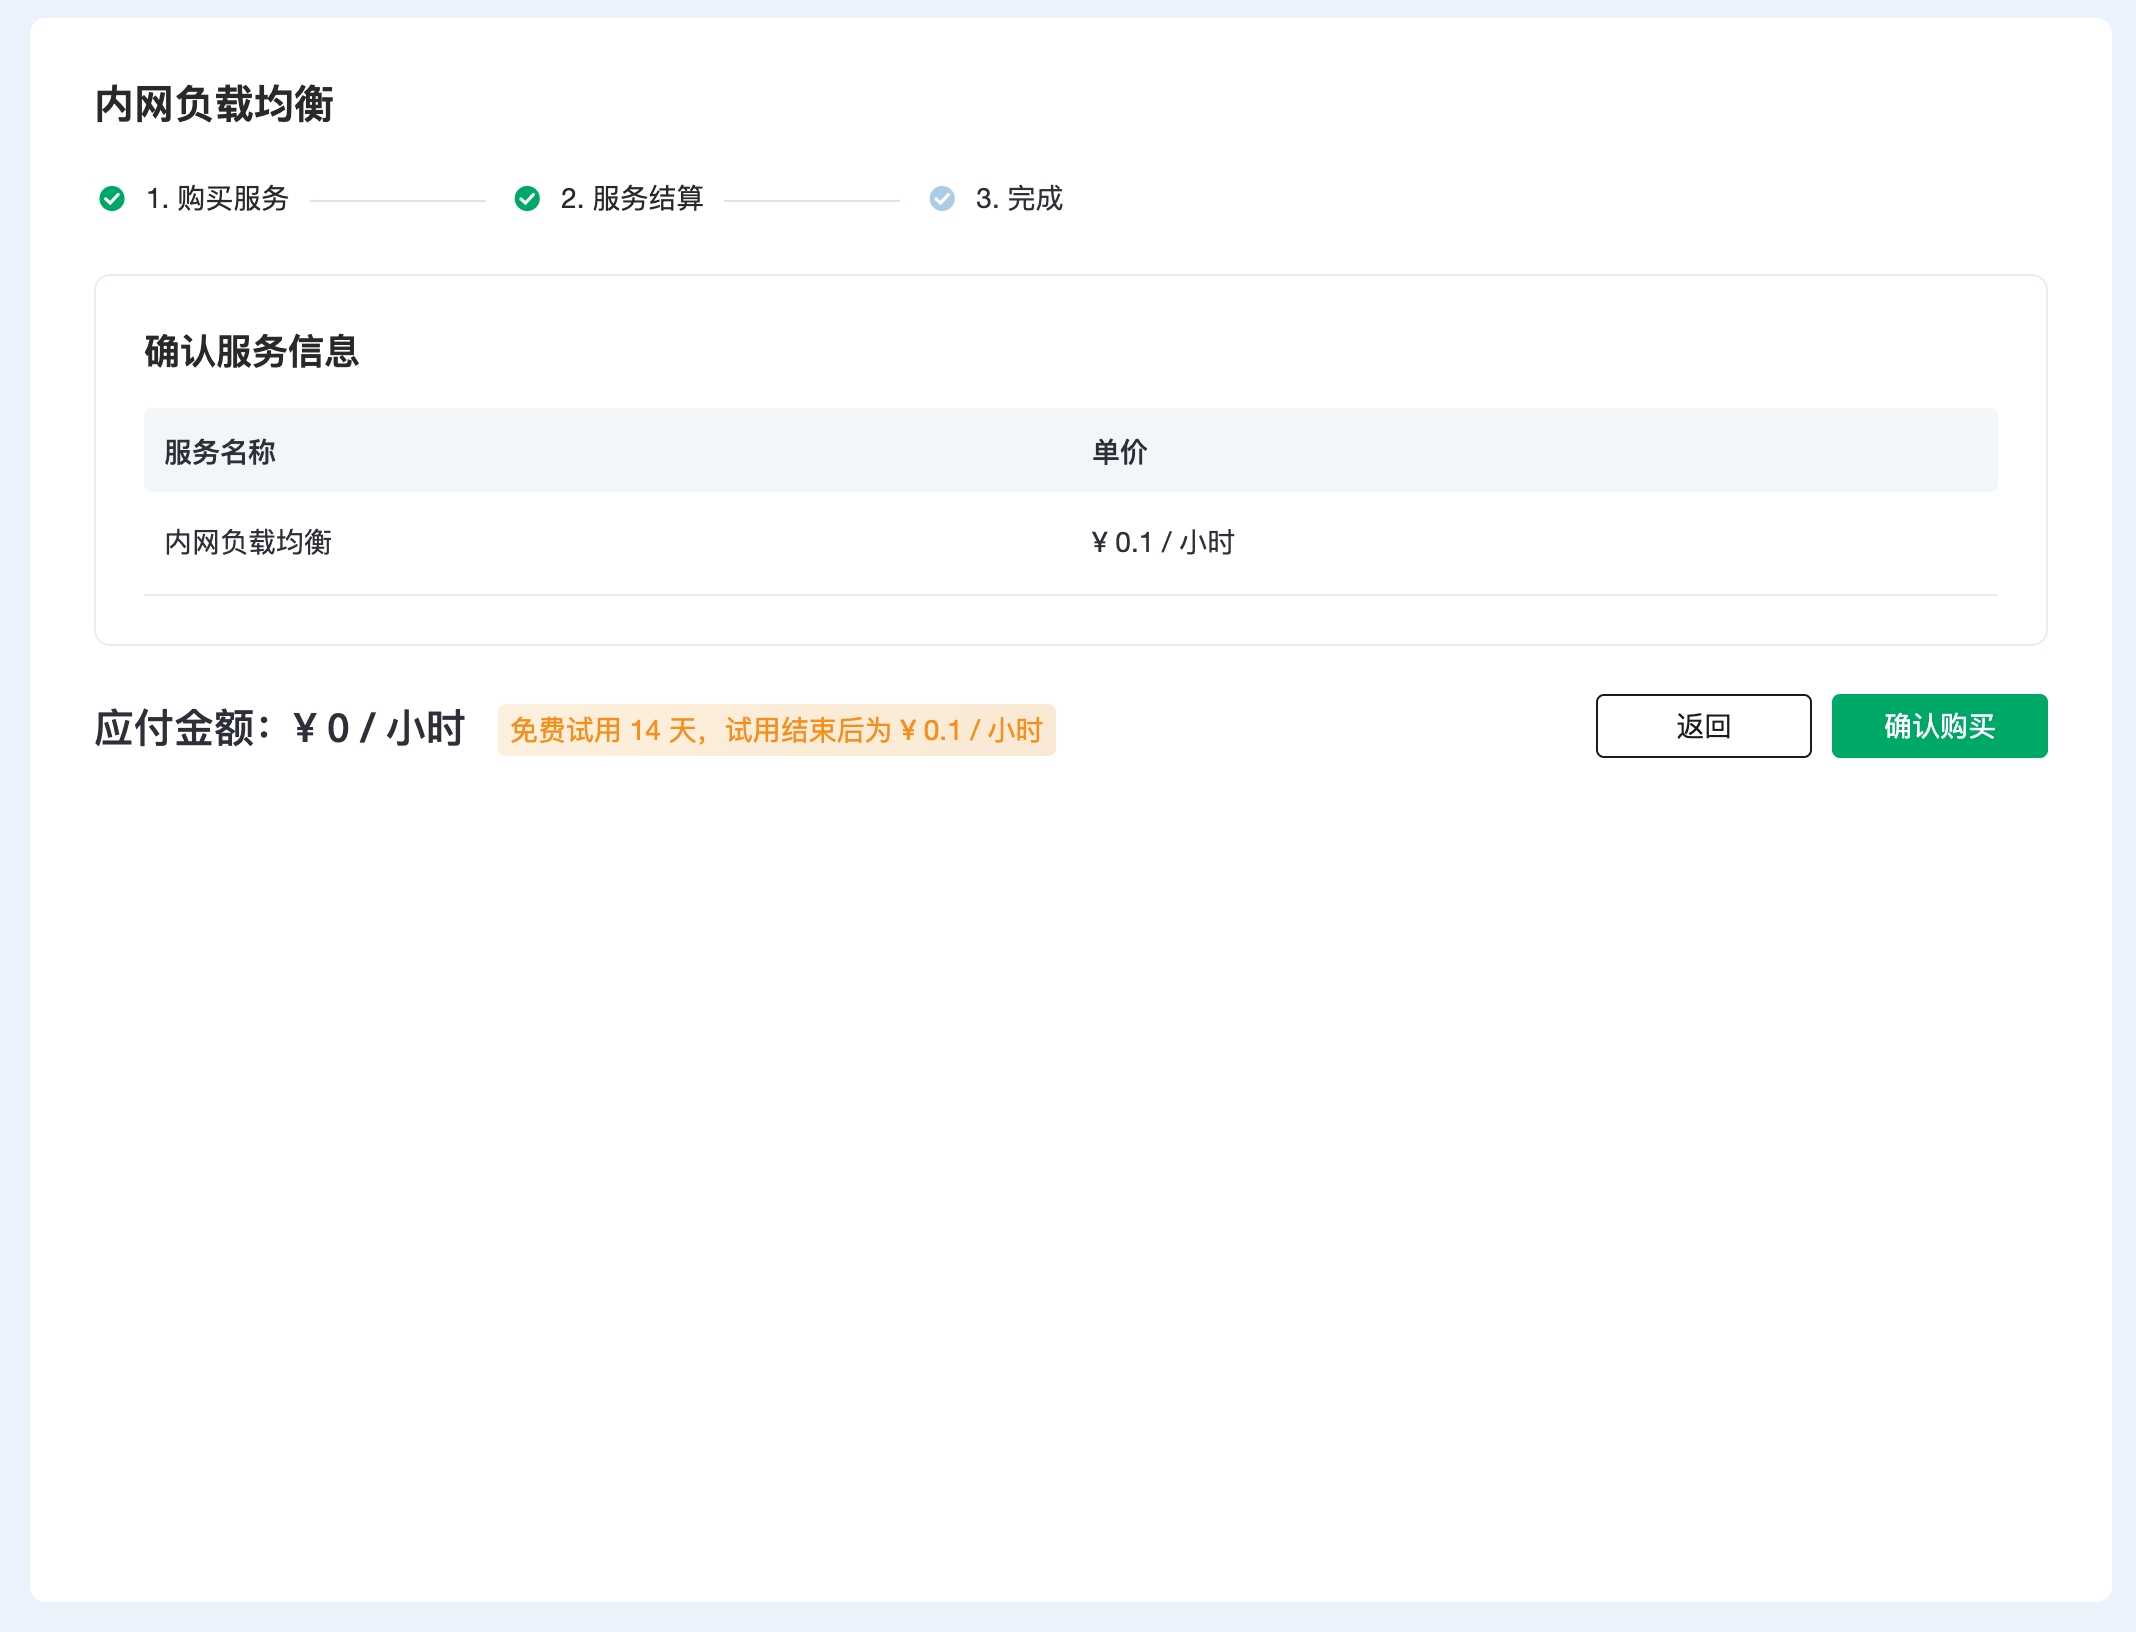 内网负载均衡
1. 购买服务 2. 服务结算 3. 完成
确认服务信息
服务名称 单价
内网负载均衡 ¥ 0.1 / 小时
应付金额：¥ 0 / 小时 免费试用 14 天，试用结束后为 ¥ 0.1 / 小时 返回 确认购买